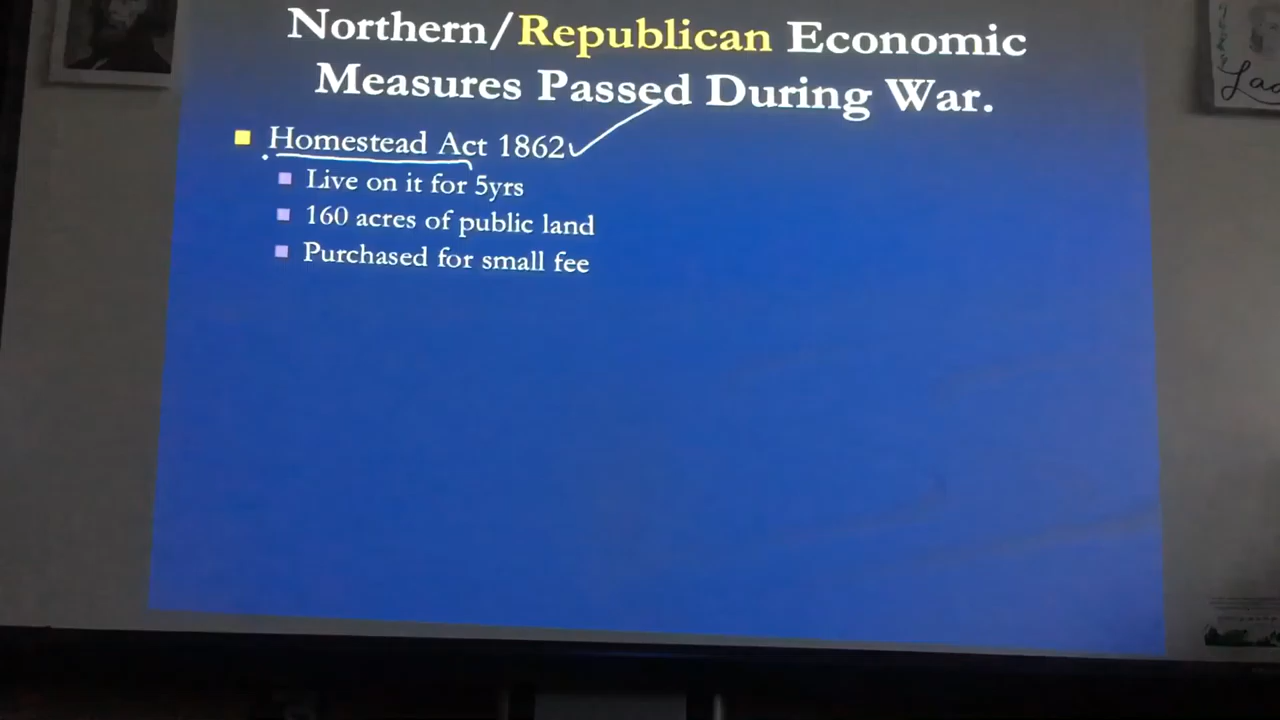 Northern/Republican Economic
Measures Passed During War.
Homestead Act 1862
Live on it for 5yrs
160 acres of public land
Purchased for small fee